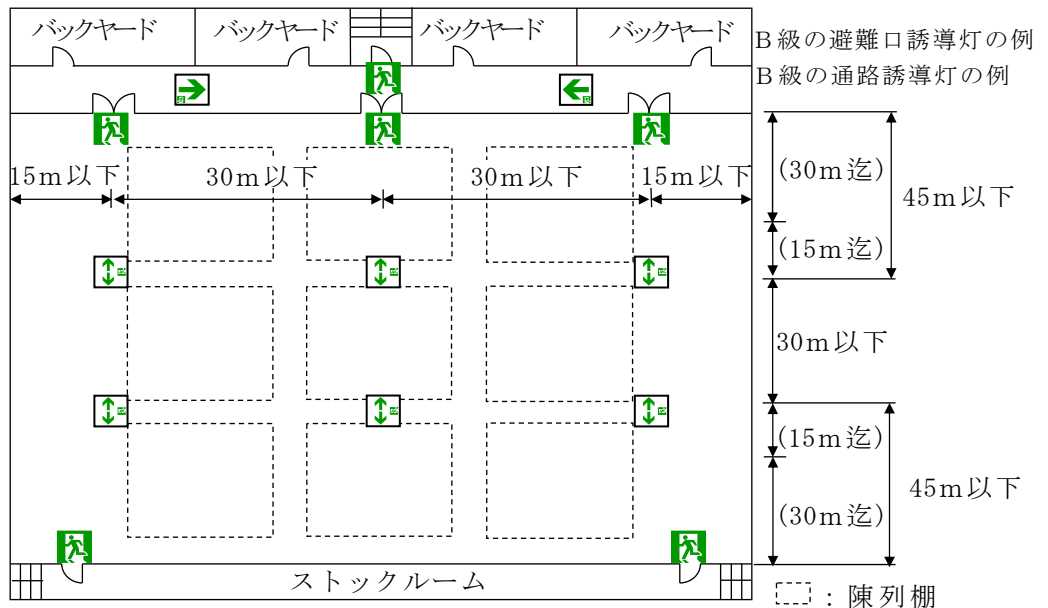 バックヤード
バックヤード
バックヤード
バックヤード
B級の避難口誘導灯の例
B級の通路誘導灯の例
15m以下
30m以下
30m以下
15m以下
(30m迄)
45m以下
(15m迄)
30m以下
(15m迄)
45m以下
(30m迄)
ストックルーム
:陳列棚